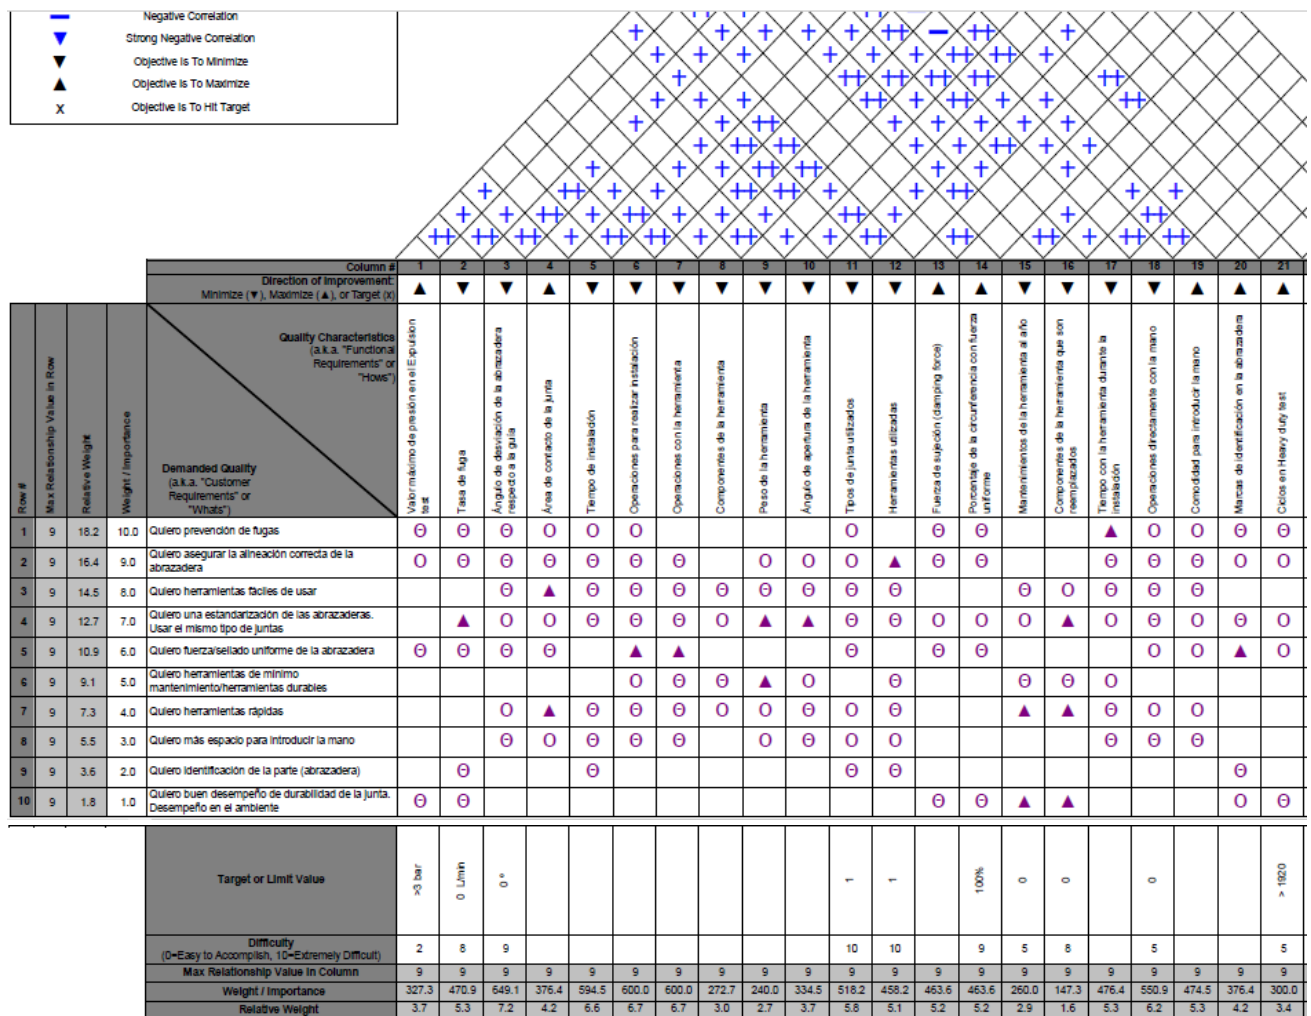 Negative Correlation
▼ Strong Negative Correlation
▼ Objective Is To Minimize
▲ Objective Is To Maximize
x Objective Is To Hit Target
Column # 1 2 3 4 5 6 7 8 9 10 11 12 13 14 15 16 17 18 19 20 21
Direction of Improvement:
Minimize (▼), Maximize (▲), or Target (x) ▲ ▼ ▼ ▲ ▼ ▼ ▼ ▼ ▼ ▼ ▼ ▼ ▲ ▲ ▼ ▼ ▼ ▼ ▲ ▲ ▲
Row #
Max Relationship Value in Row
Relative Weight
Weight / Importance
Quality Characteristics
(a.k.a. "Functional
Requirements" or
"Hows")
Demanded Quality
(a.k.a. "Customer
Requirements" or
"Whats")
Valor máximo de presión en el Expulsion
test
Tasa de fuga
Ángulo de desviación de la abrazadera
respecto a la guía
Área de contacto de la junta
Tiempo de instalación
Operaciones para realizar instalación
Operaciones con la herramienta
Componentes de la herramienta
Peso de la herramienta
Ángulo de apertura de la herramienta
Tipos de junta utilizados
Herramientas utilizadas
Fuerza de sujeción (damping force)
Porcentaje de la circunferencia con fuerza
uniforme
Mantenimientos de la herramienta al año
Componentes de la herramienta que son
reemplazados
Tiempo con la herramienta durante la
instalación
Operaciones directamente con la mano
Comodidad para introducir la mano
Marcas de identificación en la abrazadera
Ciclos en Heavy duty test
1 9 18.2 10.0 Quiero prevención de fugas Θ Θ Θ Ο Ο Ο Ο Θ Θ ▲ Ο Ο Θ Θ
2 9 16.4 9.0 Quiero asegurar la alineación correcta de la
abrazadera Ο Θ Θ Θ Θ Θ Θ Ο Ο Ο ▲ Θ Θ Θ Θ Θ Ο Ο
3 9 14.5 8.0 Quiero herramientas fáciles de usar Θ ▲ Θ Θ Θ Θ Θ Θ Θ Θ Θ Ο Θ Θ Θ
4 9 12.7 7.0 Quiero una estandarización de las abrazaderas.
Usar el mismo tipo de juntas ▲ Ο Ο Θ Θ Θ Ο ▲ ▲ Θ Θ Ο Ο Ο ▲ Ο Θ Ο Θ Ο
5 9 10.9 6.0 Quiero fuerza/sellado uniforme de la abrazadera Θ Θ Θ Θ ▲ ▲ Θ Θ Θ Ο Ο ▲ Ο
6 9 9.1 5.0 Quiero herramientas de mínimo
mantenimiento/herramientas durables Ο Θ Θ ▲ Ο Θ Θ Θ Ο
7 9 7.3 4.0 Quiero herramientas rápidas Ο ▲ Θ Θ Θ Ο Ο Θ Ο Θ ▲ ▲ Θ Ο Ο
8 9 5.5 3.0 Quiero más espacio para introducir la mano Θ Ο Θ Θ Θ Ο Θ Ο Ο Θ Θ Θ
9 9 3.6 2.0 Quiero identificación de la parte (abrazadera) Θ Θ Θ Θ Θ
10 9 1.8 1.0 Quiero buen desempeño de durabilidad de la junta.
Desempeño en el ambiente Θ Θ Θ Θ ▲ ▲ Ο Θ
Target or Limit Value >3 bar 0 L/min 0 º 1 1 100% 0 0 0 > 1920
Difficulty
(0=Easy to Accomplish, 10=Extremely Difficult) 2 8 9 10 10 9 5 8 5 5
Max Relationship Value in Column 9 9 9 9 9 9 9 9 9 9 9 9 9 9 9 9 9 9 9 9 9
Weight / Importance 327.3 470.9 649.1 376.4 594.5 600.0 600.0 272.7 240.0 334.5 518.2 458.2 463.6 463.6 260.0 147.3 476.4 550.9 474.5 376.4 300.0
Relative Weight 3.7 5.3 7.2 4.2 6.6 6.7 6.7 3.0 2.7 3.7 5.8 5.1 5.2 5.2 2.9 1.6 5.3 6.2 5.3 4.2 3.4